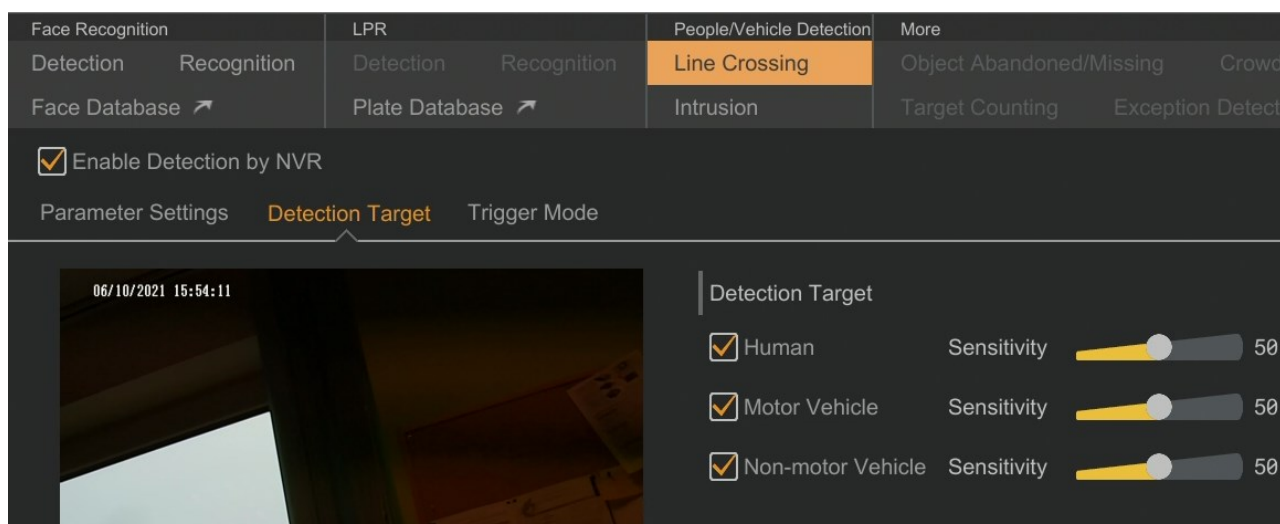 Face Recognition LPR People/Vehicle Detection More
Detection Recognition Detection Recognition Line Crossing Object Abandoned/Missing
Face Database Plate Database Intrusion Target Counting Exception
Enable Detection by NVR
Parameter Settings Detection Target Trigger Mode
06/10/2021 15:54:11
Detection Target
Human Sensitivity 50
Motor Vehicle Sensitivity 50
Non-motor Vehicle Sensitivity 50